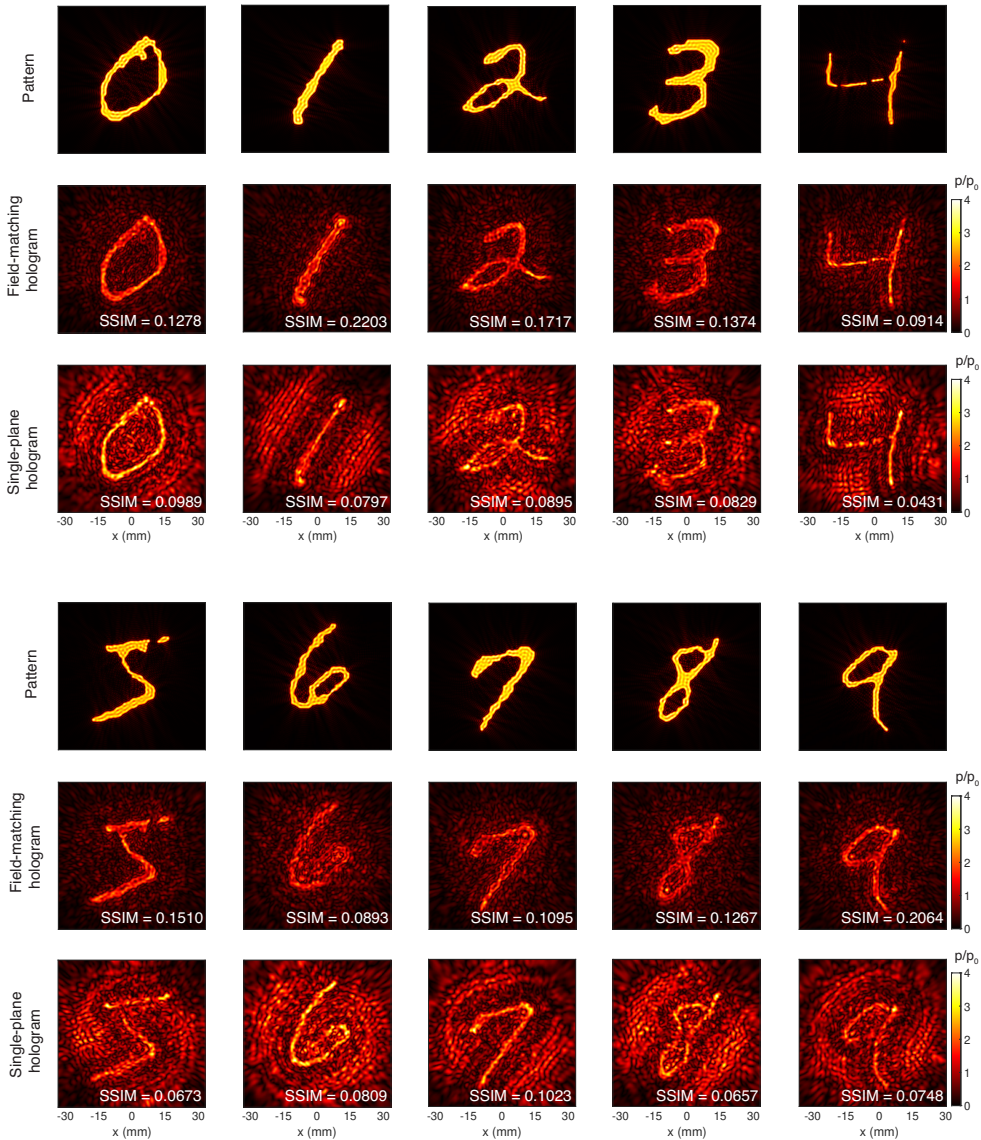 Pattern
Field-matching
hologram
p/p0
4
3
2
1
0
SSIM = 0.1278
SSIM = 0.2203
SSIM = 0.1717
SSIM = 0.1374
SSIM = 0.0914
Single-plane
hologram
p/p0
4
3
2
1
0
SSIM = 0.0989
SSIM = 0.0797
SSIM = 0.0895
SSIM = 0.0829
SSIM = 0.0431
-30 -15 0 15 30
-30 -15 0 15 30
-30 -15 0 15 30
-30 -15 0 15 30
-30 -15 0 15 30
x (mm)
x (mm)
x (mm)
x (mm)
x (mm)
Pattern
Field-matching
hologram
p/p0
4
3
2
1
0
SSIM = 0.1510
SSIM = 0.0893
SSIM = 0.1095
SSIM = 0.1267
SSIM = 0.2064
Single-plane
hologram
p/p0
4
3
2
1
0
SSIM = 0.0673
SSIM = 0.0809
SSIM = 0.1023
SSIM = 0.0657
SSIM = 0.0748
-30 -15 0 15 30
-30 -15 0 15 30
-30 -15 0 15 30
-30 -15 0 15 30
-30 -15 0 15 30
x (mm)
x (mm)
x (mm)
x (mm)
x (mm)